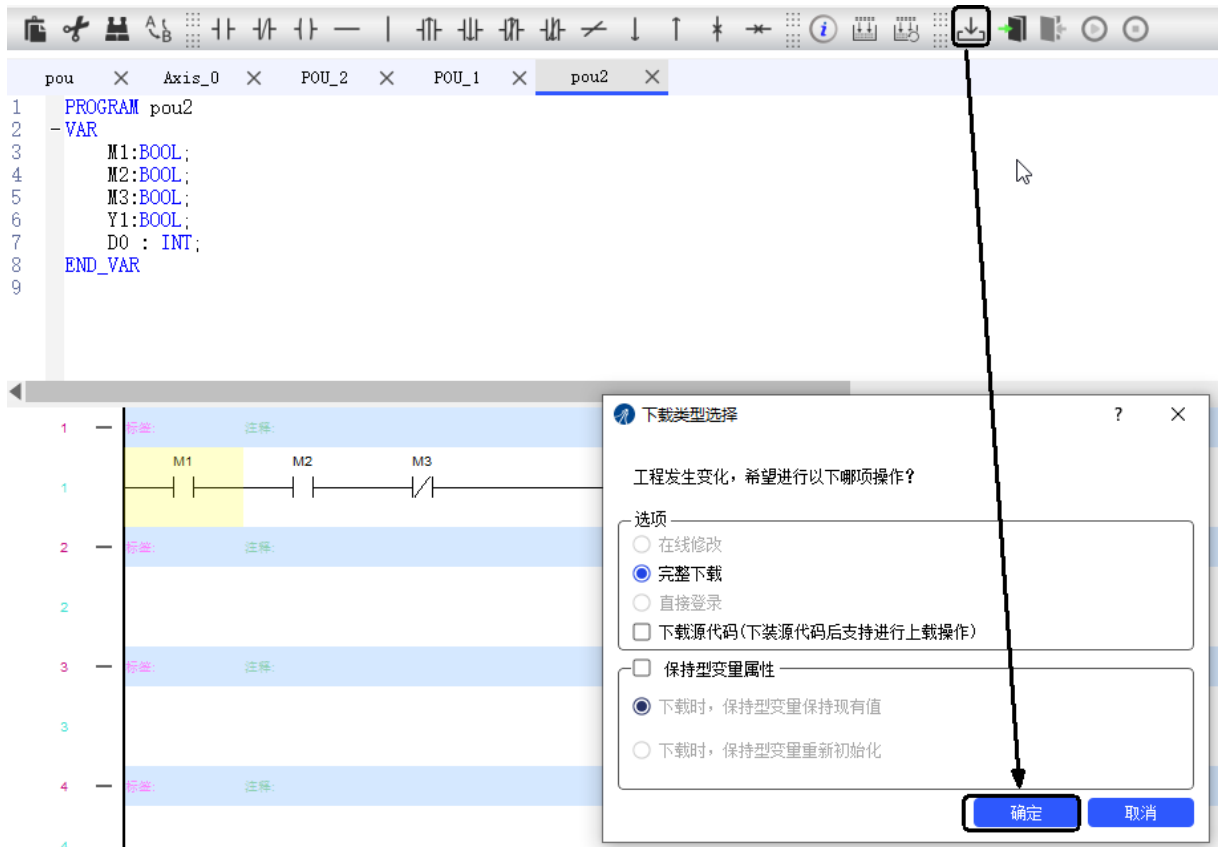 pou Axis_0 POU_2 POU_1 pou2
1 PROGRAM pou2
2 VAR
3 M1:BOOL;
4 M2:BOOL;
5 M3:BOOL;
6 Y1:BOOL;
7 D0 : INT;
8 END_VAR
9
1 标签: 注释:
M1 M2 M3
1
2 标签: 注释:
2
3 标签: 注释:
3
4 标签: 注释:
4
下载类型选择 ?
工程发生变化，希望进行以下哪项操作？
选项
在线修改
完整下载
直接登录
下载源代码(下装源代码后支持进行上载操作)
保持型变量属性
下载时，保持型变量保持现有值
下载时，保持型变量重新初始化
确定 取消